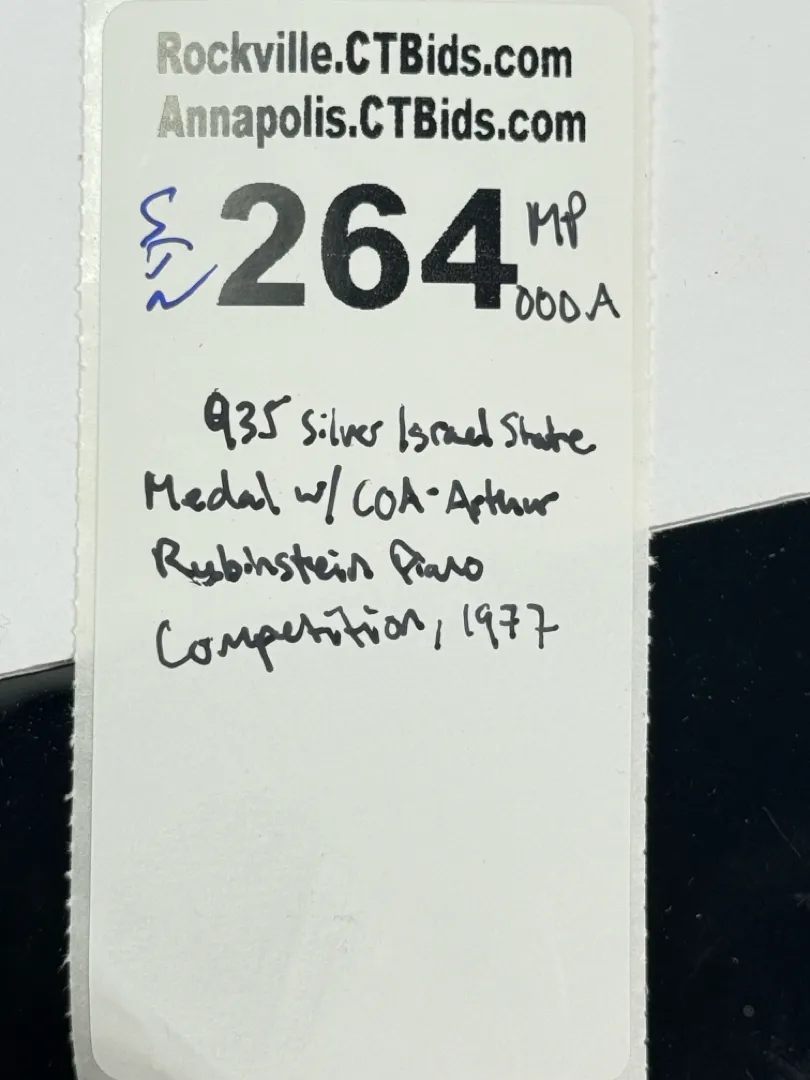 Rockville.CTBids.com
Annapolis.CTBids.com
264 MP
000A
935 Silver Israel State
Medal w/ COA - Arthur
Rubinstein Piano
Competition, 1977